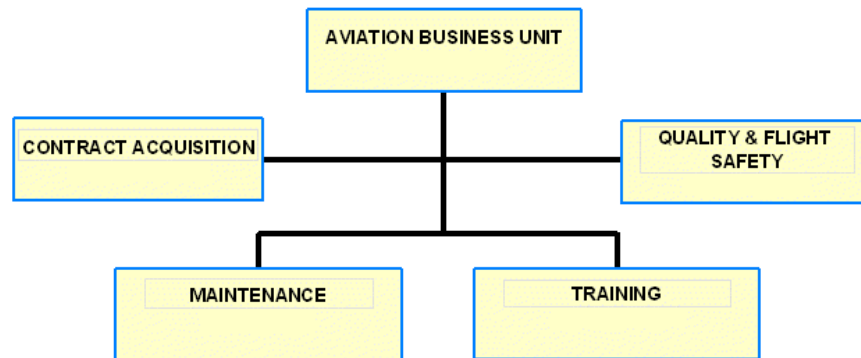 AVIATION BUSINESS UNIT
CONTRACT ACQUISITION
QUALITY & FLIGHT
SAFETY
MAINTENANCE
TRAINING